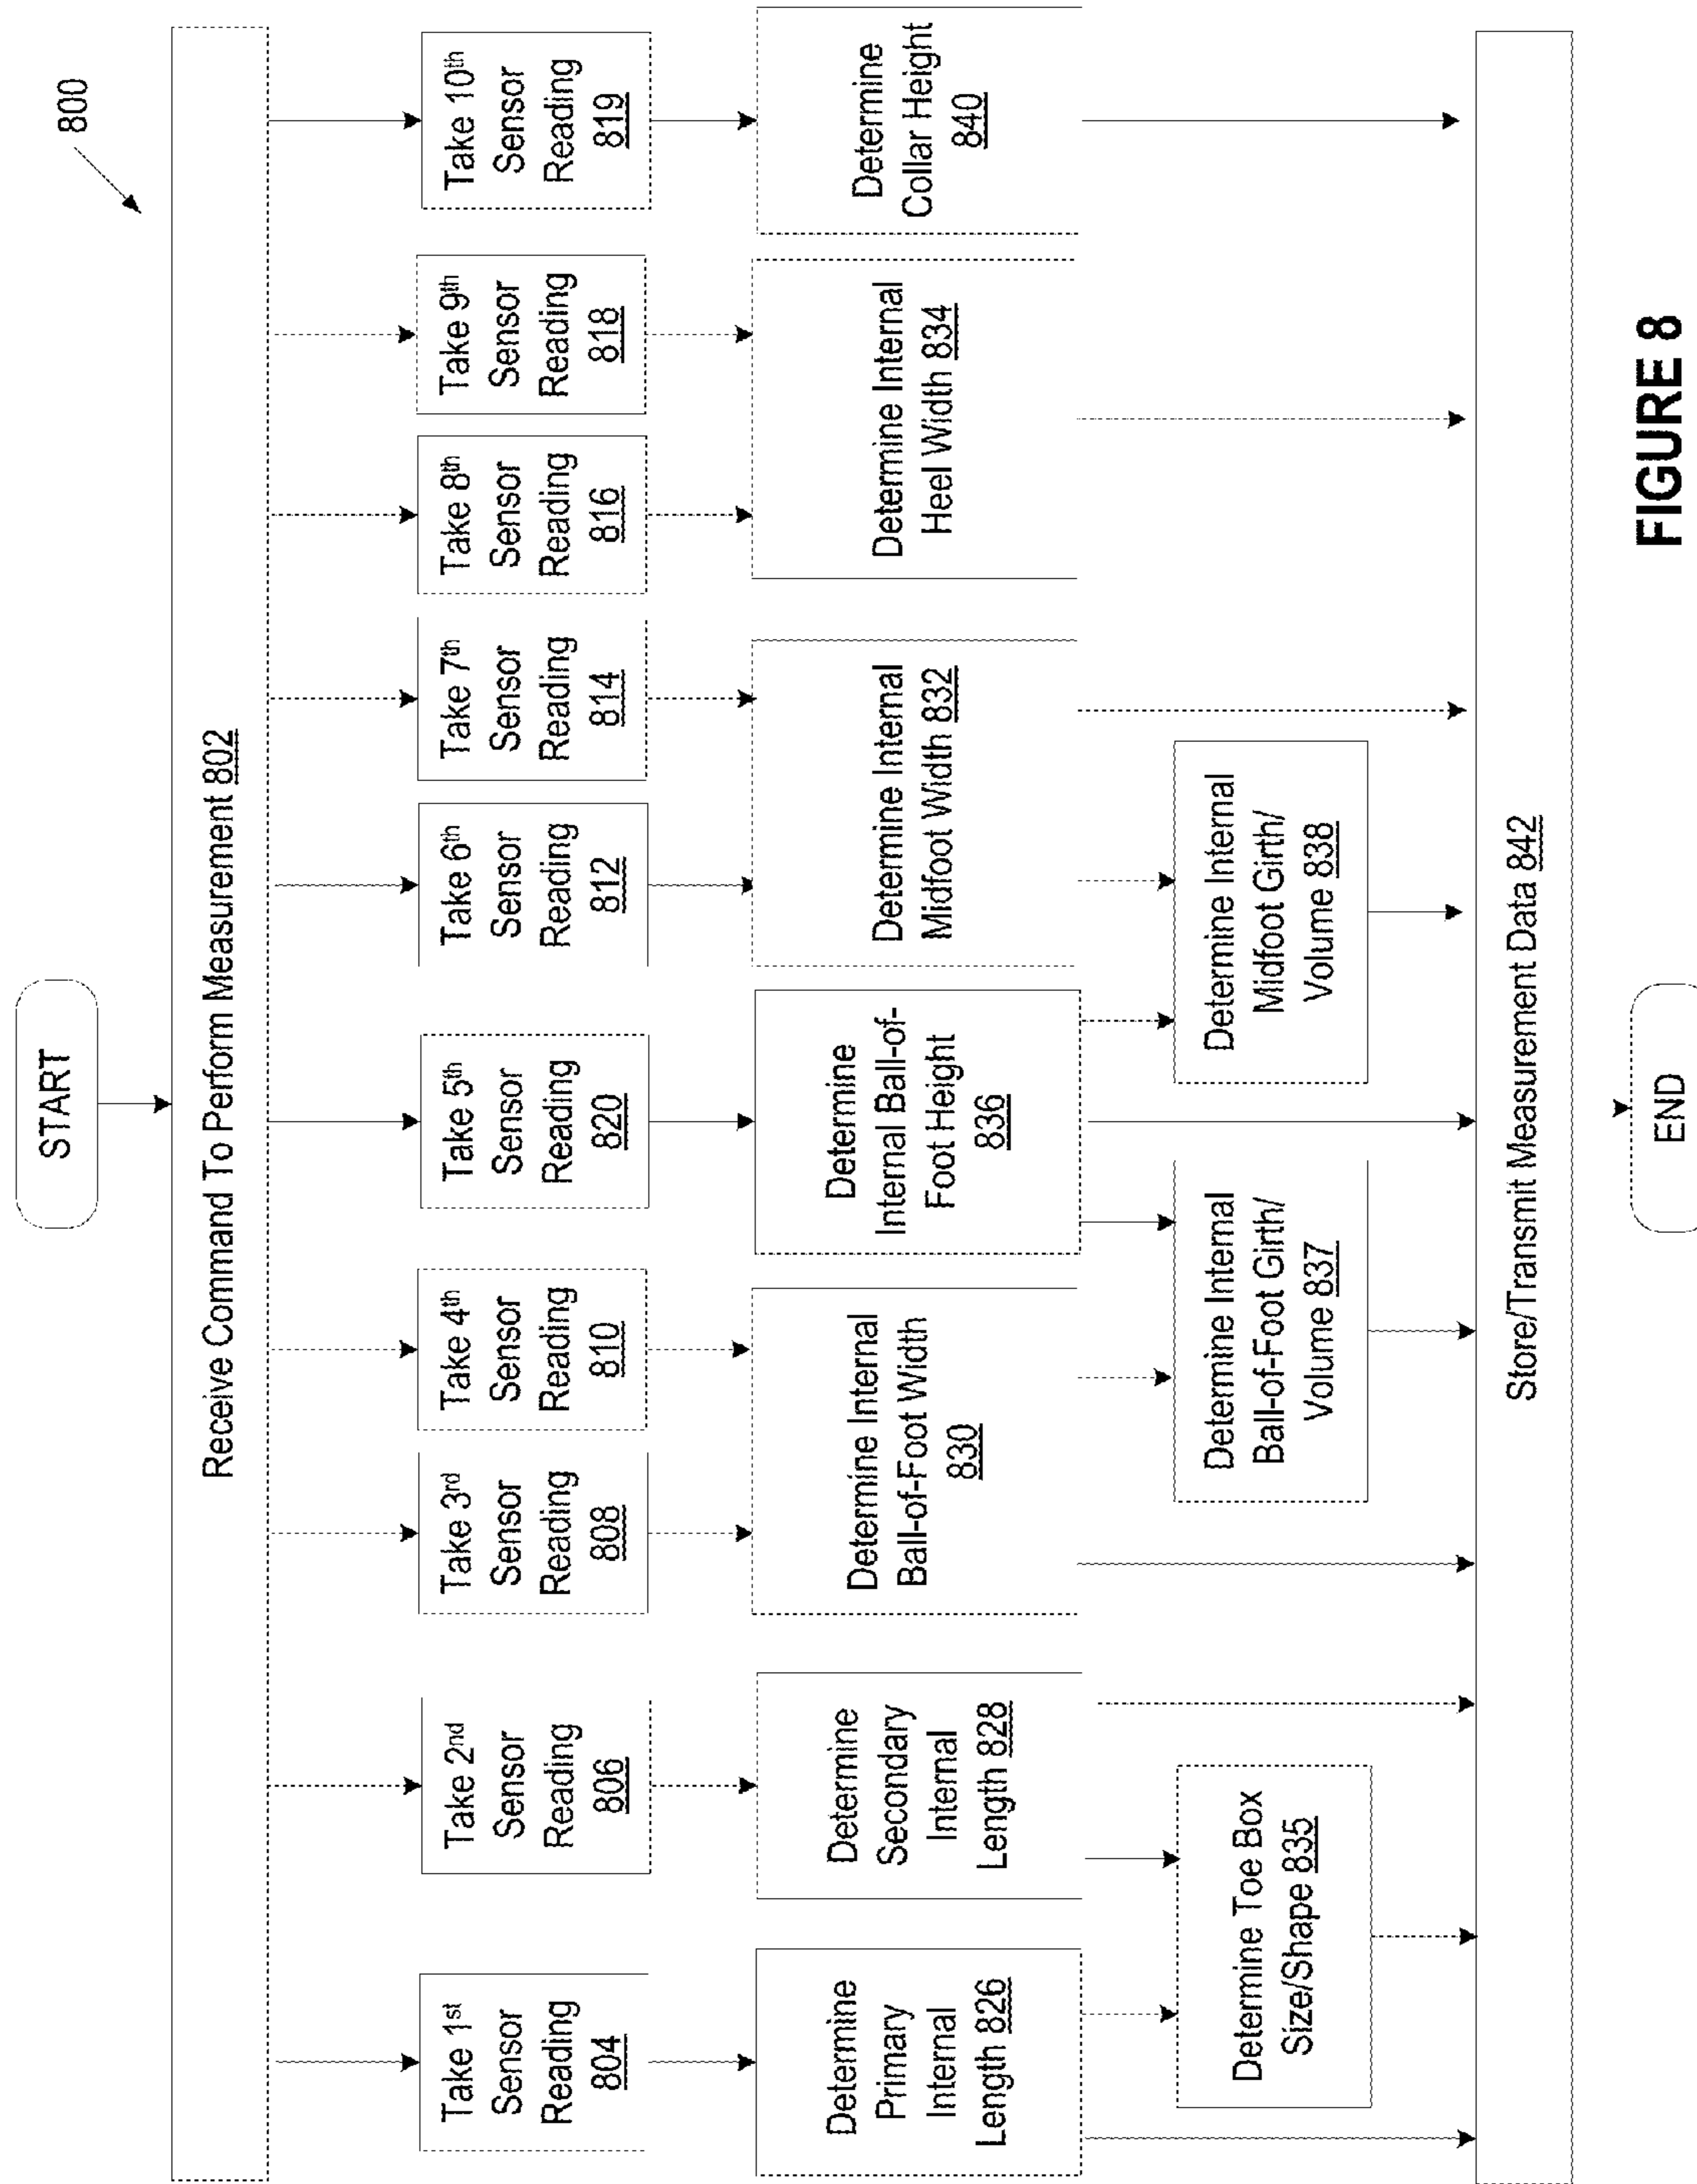 800
START
Receive Command To Perform Measurement 802
Take 1st
Sensor
Reading
804
Take 2nd
Sensor
Reading
806
Take 3rd
Sensor
Reading
808
Take 4th
Sensor
Reading
810
Take 5th
Sensor
Reading
820
Take 6th
Sensor
Reading
812
Take 7th
Sensor
Reading
814
Take 8th
Sensor
Reading
816
Take 9th
Sensor
Reading
818
Take 10th
Sensor
Reading
819
Determine
Primary
Internal
Length 826
Determine
Secondary
Internal
Length 828
Determine Internal
Ball-of-Foot Width
830
Determine
Internal Ball-of-
Foot Height
836
Determine Internal
Midfoot Width 832
Determine Internal
Heel Width 834
Determine
Collar Height
840
Determine Toe Box
Size/Shape 835
Determine Internal
Ball-of-Foot Girth/
Volume 837
Determine Internal
Midfoot Girth/
Volume 838
Store/Transmit Measurement Data 842
END
FIGURE 8